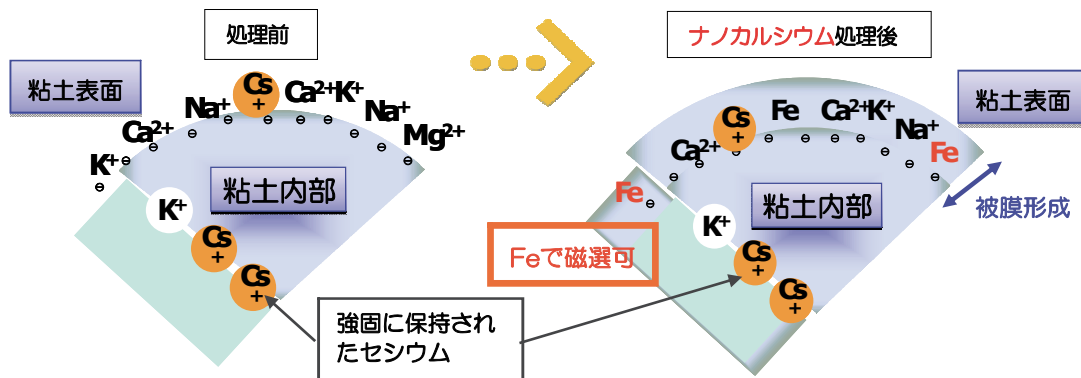 処理前
粘土表面
K⁺
Ca²⁺
Na⁺
Cs
+
Ca²⁺K⁺
Na⁺
Mg²⁺
⊖ ⊖ ⊖ ⊖ ⊖ ⊖ ⊖ ⊖ ⊖ ⊖ ⊖
粘土内部
K⁺
Cs
+
Cs
+
強固に保持され
たセシウム
ナノカルシウム処理後
粘土表面
Ca²⁺
Cs
+
Fe
Ca²⁺K⁺
Na⁺
Fe
⊖ ⊖ ⊖ ⊖ ⊖ ⊖ ⊖ ⊖ ⊖
被膜形成
粘土内部
Fe
⊖
K⁺
Cs
+
Cs
+
Feで磁選可